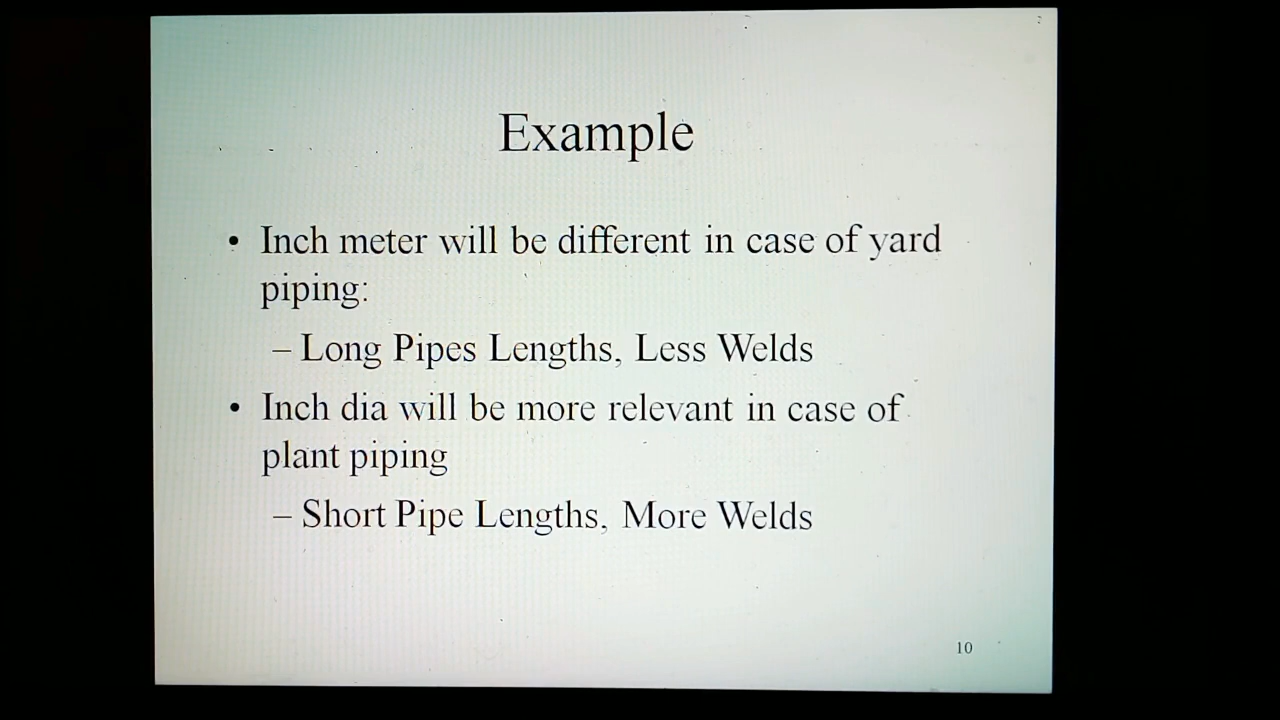 Example
• Inch meter will be different in case of yard
piping:
– Long Pipes Lengths, Less Welds
• Inch dia will be more relevant in case of
plant piping
– Short Pipe Lengths, More Welds
10